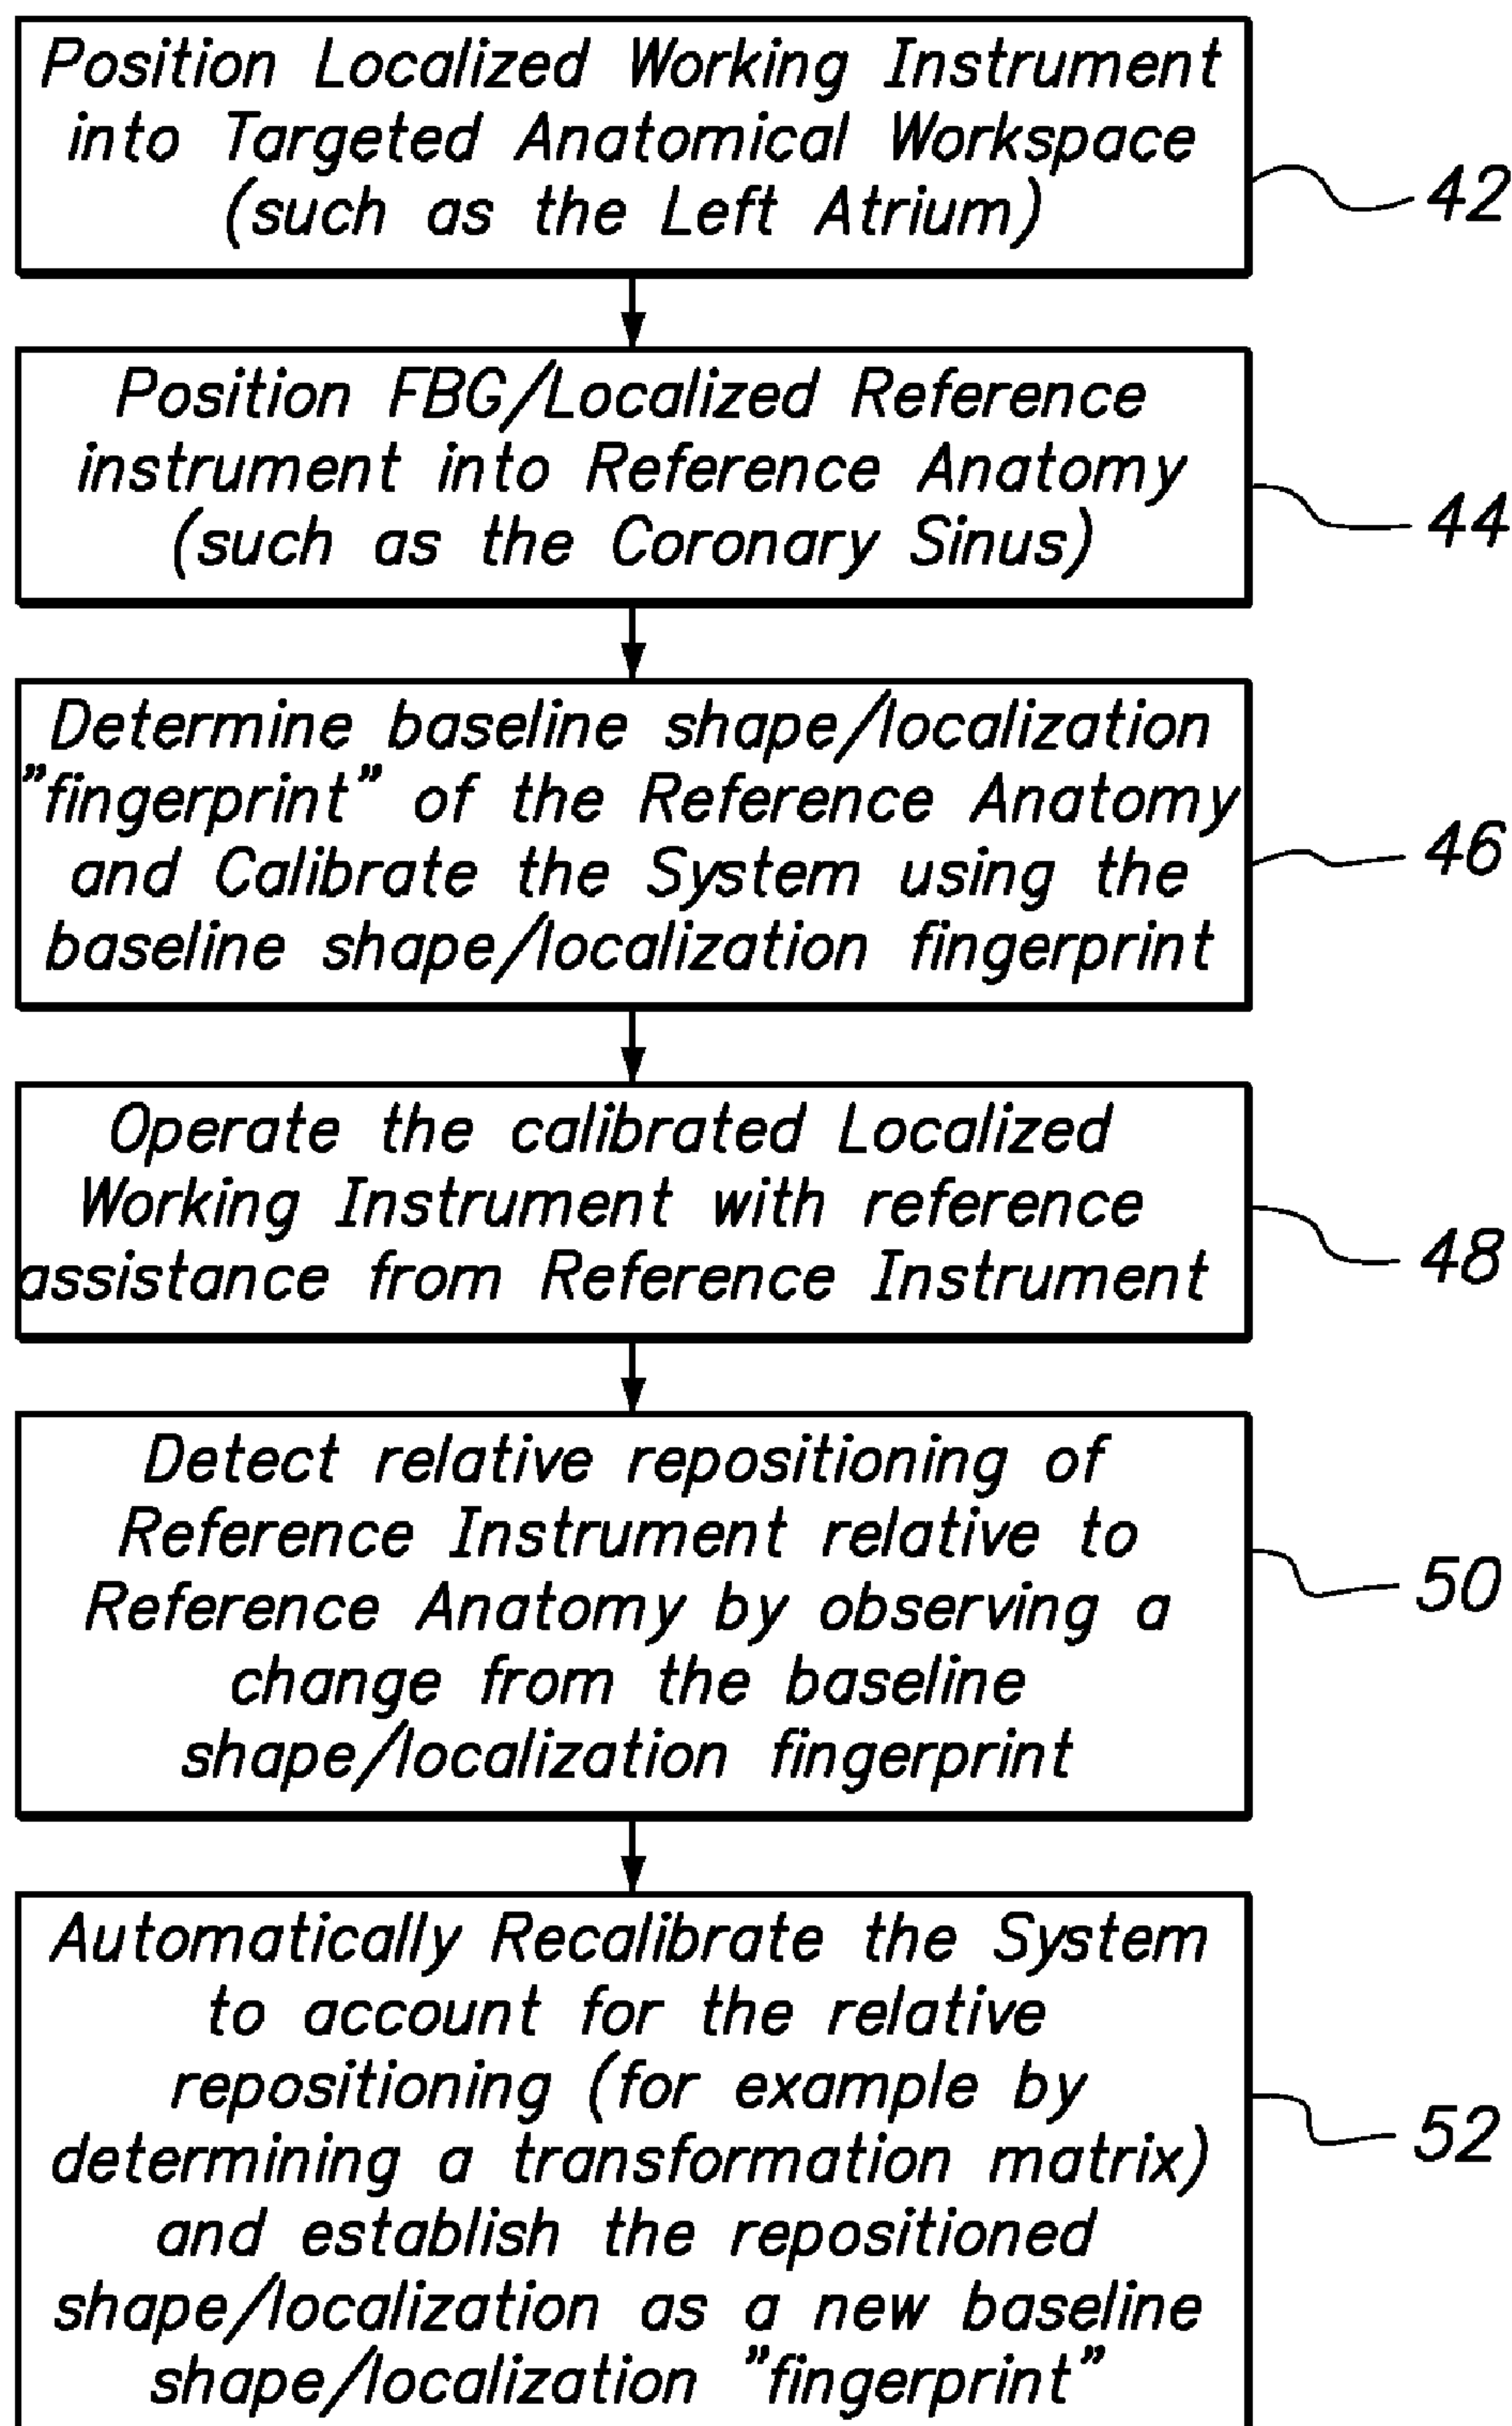 Position Localized Working Instrument
into Targeted Anatomical Workspace
(such as the Left Atrium)
42
Position FBG/Localized Reference
instrument into Reference Anatomy
(such as the Coronary Sinus)
44
Determine baseline shape/localization
"fingerprint" of the Reference Anatomy
and Calibrate the System using the
baseline shape/localization fingerprint
46
Operate the calibrated Localized
Working Instrument with reference
assistance from Reference Instrument
48
Detect relative repositioning of
Reference Instrument relative to
Reference Anatomy by observing a
change from the baseline
shape/localization fingerprint
50
Automatically Recalibrate the System
to account for the relative
repositioning (for example by
determining a transformation matrix)
and establish the repositioned
shape/localization as a new baseline
shape/localization "fingerprint"
52